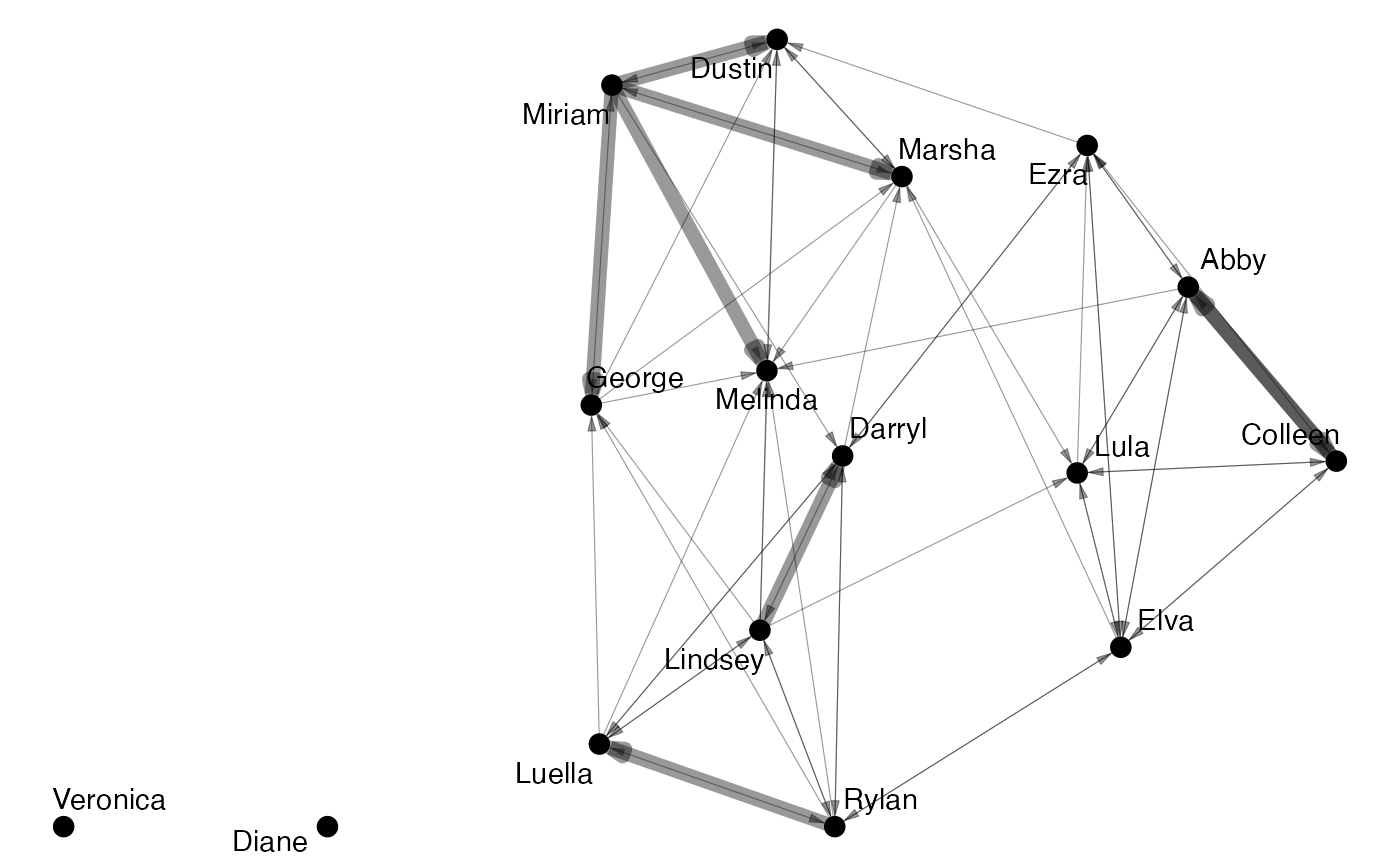 Dustin
Miriam
Marsha
Ezra
Abby
George
Melinda
Darryl
Lula
Colleen
Elva
Lindsey
Luella
Rylan
Veronica
Diane